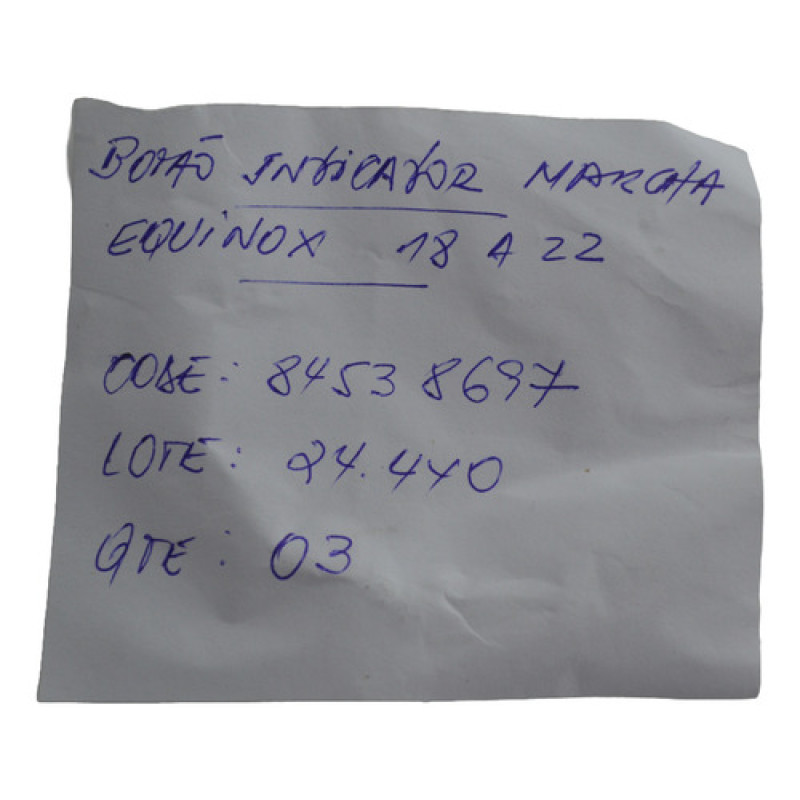 BOTÃO INDICADOR MARCHA
EQUINOX 18 A 22
CODE: 84538697
LOTE: 24.440
QTE: 03